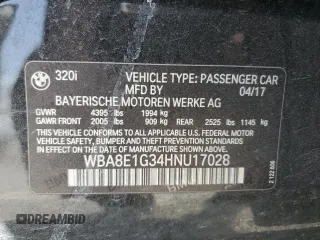 BMW
320i VEHICLE TYPE: PASSENGER CAR
MFD BY 04/17
BAYERISCHE MOTOREN WERKE AG
GVWR 4395 lbs 1994 kg
GAWR FRONT 2005 lbs 909 kg REAR 2525 lbs 1145 kg
THIS VEHICLE CONFORMS TO ALL APPLICABLE FEDERAL MOTOR
VEHICLE SAFETY, BUMPER, AND THEFT PREVENTION STANDARDS
IN EFFECT ON THE DATE OF MANUFACTURE SHOWN ABOVE.
WBA8E1G34HNU17028
DREAMBID